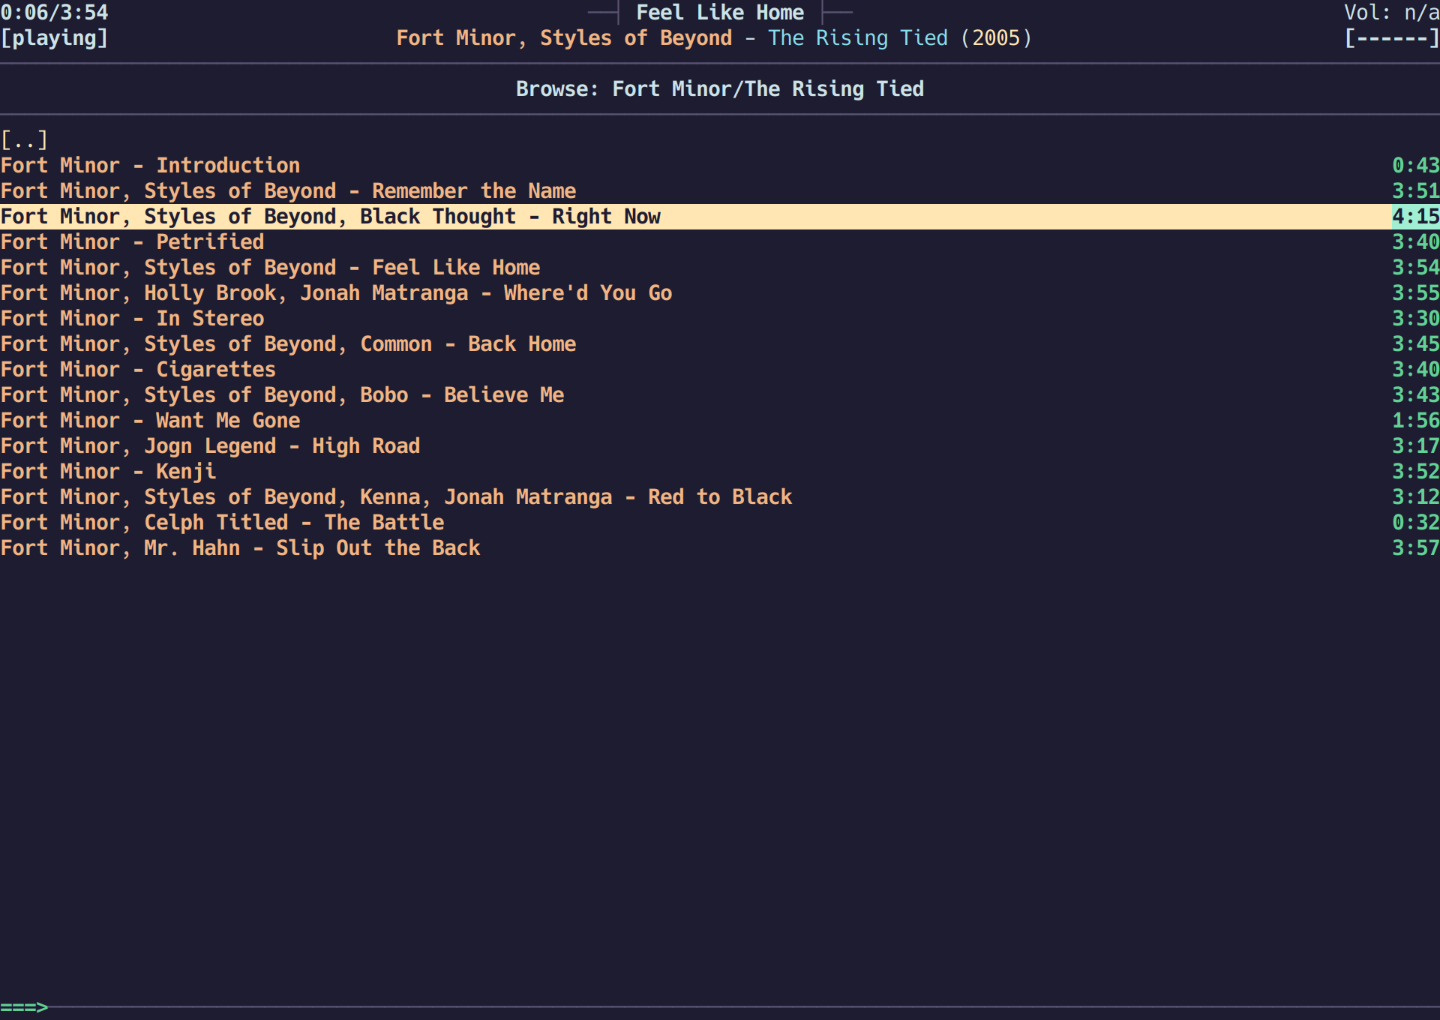 0:06/3:54 Feel Like Home Vol: n/a
[playing] Fort Minor, Styles of Beyond - The Rising Tied (2005) [------]
Browse: Fort Minor/The Rising Tied
[..]
Fort Minor - Introduction 0:43
Fort Minor, Styles of Beyond - Remember the Name 3:51
Fort Minor, Styles of Beyond, Black Thought - Right Now 4:15
Fort Minor - Petrified 3:40
Fort Minor, Styles of Beyond - Feel Like Home 3:54
Fort Minor, Holly Brook, Jonah Matranga - Where'd You Go 3:55
Fort Minor - In Stereo 3:30
Fort Minor, Styles of Beyond, Common - Back Home 3:45
Fort Minor - Cigarettes 3:40
Fort Minor, Styles of Beyond, Bobo - Believe Me 3:43
Fort Minor - Want Me Gone 1:56
Fort Minor, Jogn Legend - High Road 3:17
Fort Minor - Kenji 3:52
Fort Minor, Styles of Beyond, Kenna, Jonah Matranga - Red to Black 3:12
Fort Minor, Celph Titled - The Battle 0:32
Fort Minor, Mr. Hahn - Slip Out the Back 3:57
===>